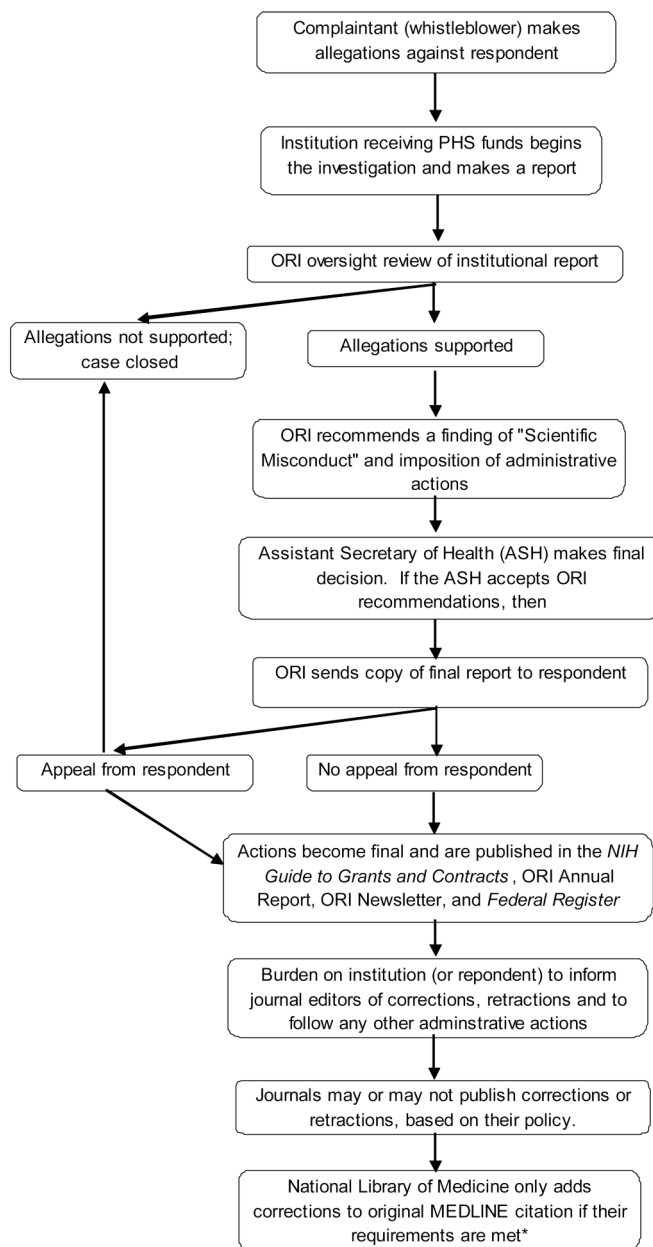 Complaintant (whistleblower) makes
allegations against respondent
Institution receiving PHS funds begins
the investigation and makes a report
ORI oversight review of institutional report
Allegations not supported;
case closed
Allegations supported
ORI recommends a finding of "Scientific
Misconduct" and imposition of administrative
actions
Assistant Secretary of Health (ASH) makes final
decision.  If the ASH accepts ORI
recommendations, then
ORI sends copy of final report to respondent
Appeal from respondent
No appeal from respondent
Actions become final and are published in the NIH
Guide to Grants and Contracts, ORI Annual
Report, ORI Newsletter, and Federal Register
Burden on institution (or repondent) to inform
journal editors of corrections, retractions and to
follow any other adminstrative actions
Journals may or may not publish corrections or
retractions, based on their policy.
National Library of Medicine only adds
corrections to original MEDLINE citation if their
requirements are met*